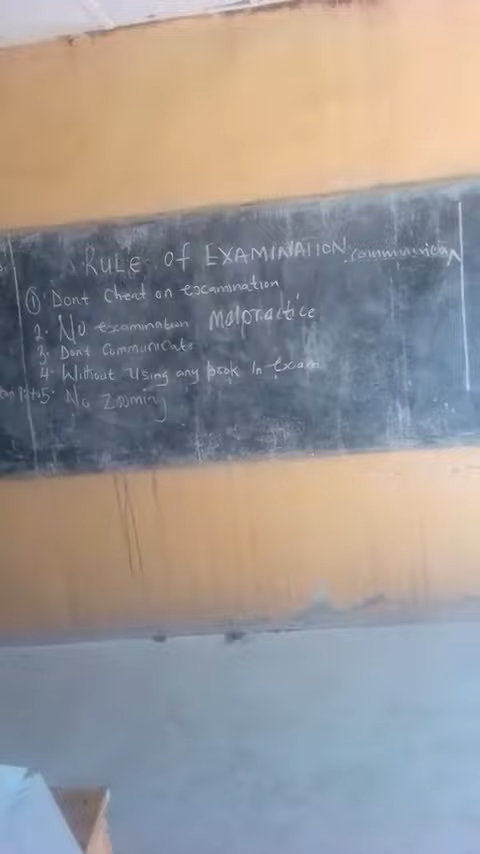 RULE of EXAMINATION
① Dont Cheat on examination
2. No examination Malpractice
3. Dont Communicate
4. Without Using any book In exam
5. No Zooming